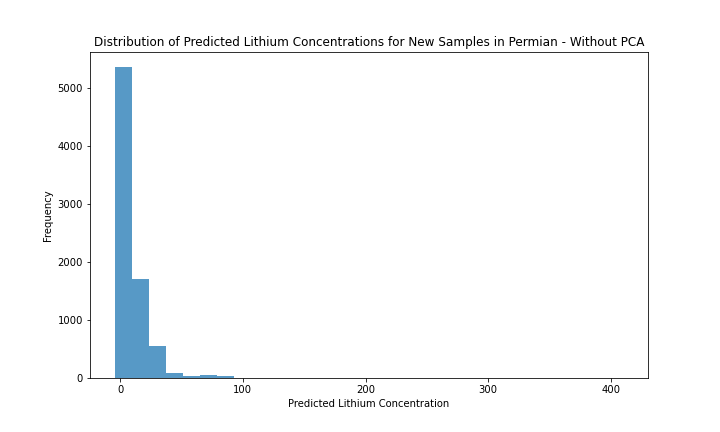 Distribution of Predicted Lithium Concentrations for New Samples in Permian - Without PCA
5000
4000
3000
2000
1000
0
Frequency
0 100 200 300 400
Predicted Lithium Concentration